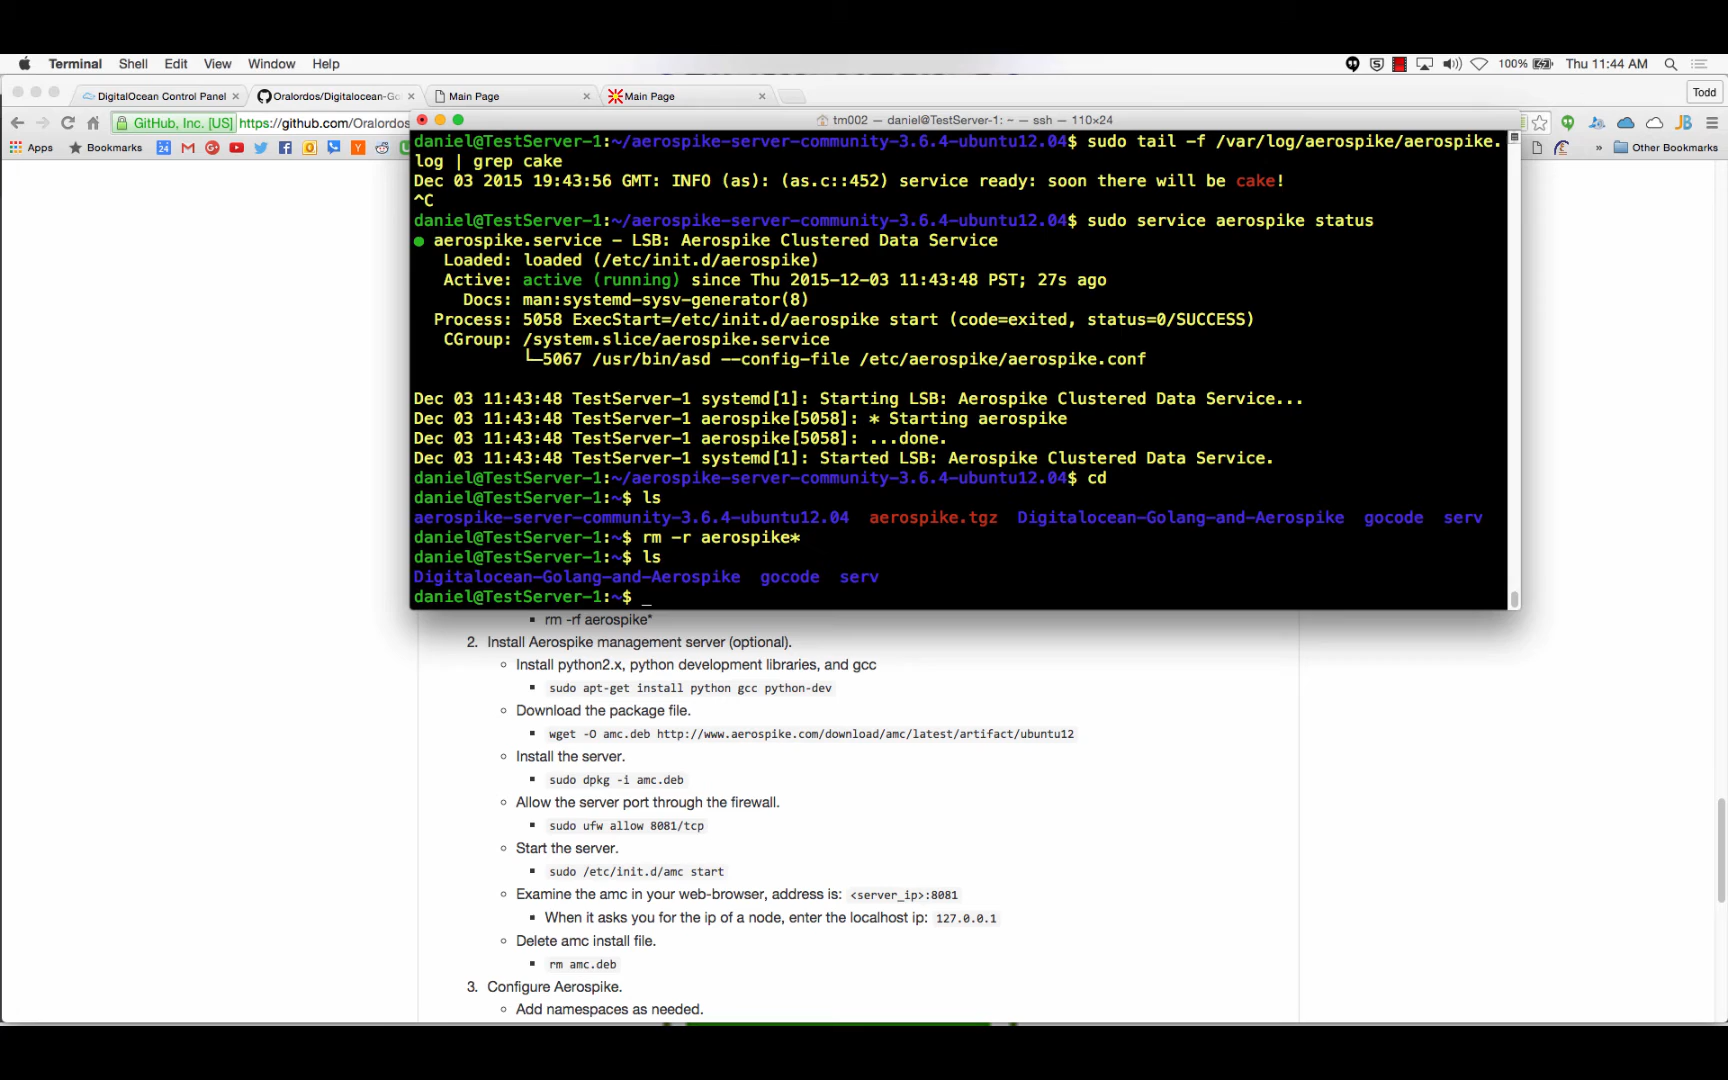 Terminal Shell Edit View Window Help 100% Thu 11:44 AM
DigitalOcean Control Panel × Oralordos/Digitalocean-Go × Main Page × Main Page × Todd
GitHub, Inc. [US] https://github.com/Oralordos
Apps Bookmarks 24 Other Bookmarks
tm002 — daniel@TestServer-1: ~ — ssh — 110×24
daniel@TestServer-1:~/aerospike-server-community-3.6.4-ubuntu12.04$ sudo tail -f /var/log/aerospike/aerospike.
log | grep cake
Dec 03 2015 19:43:56 GMT: INFO (as): (as.c::452) service ready: soon there will be cake!
^C
daniel@TestServer-1:~/aerospike-server-community-3.6.4-ubuntu12.04$ sudo service aerospike status
● aerospike.service - LSB: Aerospike Clustered Data Service
Loaded: loaded (/etc/init.d/aerospike)
Active: active (running) since Thu 2015-12-03 11:43:48 PST; 27s ago
Docs: man:systemd-sysv-generator(8)
Process: 5058 ExecStart=/etc/init.d/aerospike start (code=exited, status=0/SUCCESS)
CGroup: /system.slice/aerospike.service
└─5067 /usr/bin/asd --config-file /etc/aerospike/aerospike.conf
Dec 03 11:43:48 TestServer-1 systemd[1]: Starting LSB: Aerospike Clustered Data Service...
Dec 03 11:43:48 TestServer-1 aerospike[5058]: * Starting aerospike
Dec 03 11:43:48 TestServer-1 aerospike[5058]: ...done.
Dec 03 11:43:48 TestServer-1 systemd[1]: Started LSB: Aerospike Clustered Data Service.
daniel@TestServer-1:~/aerospike-server-community-3.6.4-ubuntu12.04$ cd
daniel@TestServer-1:~$ ls
aerospike-server-community-3.6.4-ubuntu12.04 aerospike.tgz Digitalocean-Golang-and-Aerospike gocode serv
daniel@TestServer-1:~$ rm -r aerospike*
daniel@TestServer-1:~$ ls
Digitalocean-Golang-and-Aerospike gocode serv
daniel@TestServer-1:~$ _
▪ rm -rf aerospike*
2. Install Aerospike management server (optional).
○ Install python2.x, python development libraries, and gcc
▪ sudo apt-get install python gcc python-dev
○ Download the package file.
▪ wget -O amc.deb http://www.aerospike.com/download/amc/latest/artifact/ubuntu12
○ Install the server.
▪ sudo dpkg -i amc.deb
○ Allow the server port through the firewall.
▪ sudo ufw allow 8081/tcp
○ Start the server.
▪ sudo /etc/init.d/amc start
○ Examine the amc in your web-browser, address is: <server_ip>:8081
▪ When it asks you for the ip of a node, enter the localhost ip: 127.0.0.1
○ Delete amc install file.
▪ rm amc.deb
3. Configure Aerospike.
○ Add namespaces as needed.